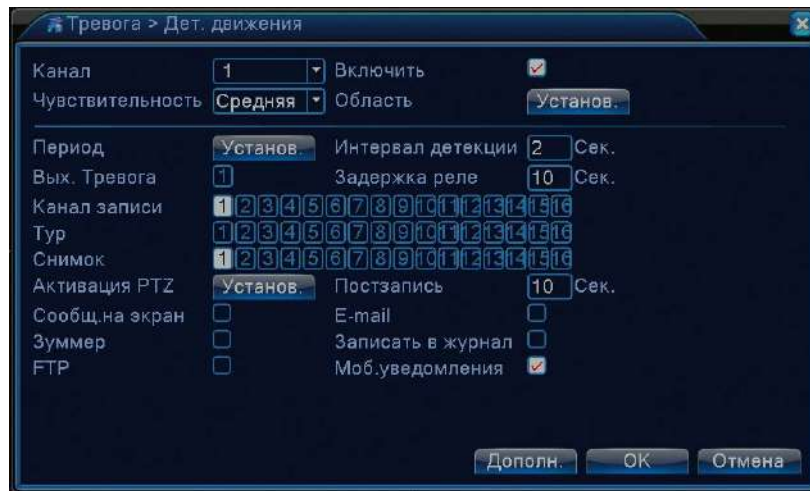 Тревога > Дет. движения
Канал 1 Включить
Чувствительность Средняя Область Установ.
Период Установ. Интервал детекции 2 Сек.
Вых. Тревога 1 Задержка реле 10 Сек.
Канал записи 1 2 3 4 5 6 7 8 9 10 11 12 13 14 15 16
Тур 1 2 3 4 5 6 7 8 9 10 11 12 13 14 15 16
Снимок 1 2 3 4 5 6 7 8 9 10 11 12 13 14 15 16
Активация PTZ Установ. Постзапись 10 Сек.
Сообщ.на экран E-mail
Зуммер Записать в журнал
FTP Моб.уведомления
Дополн. OK Отмена